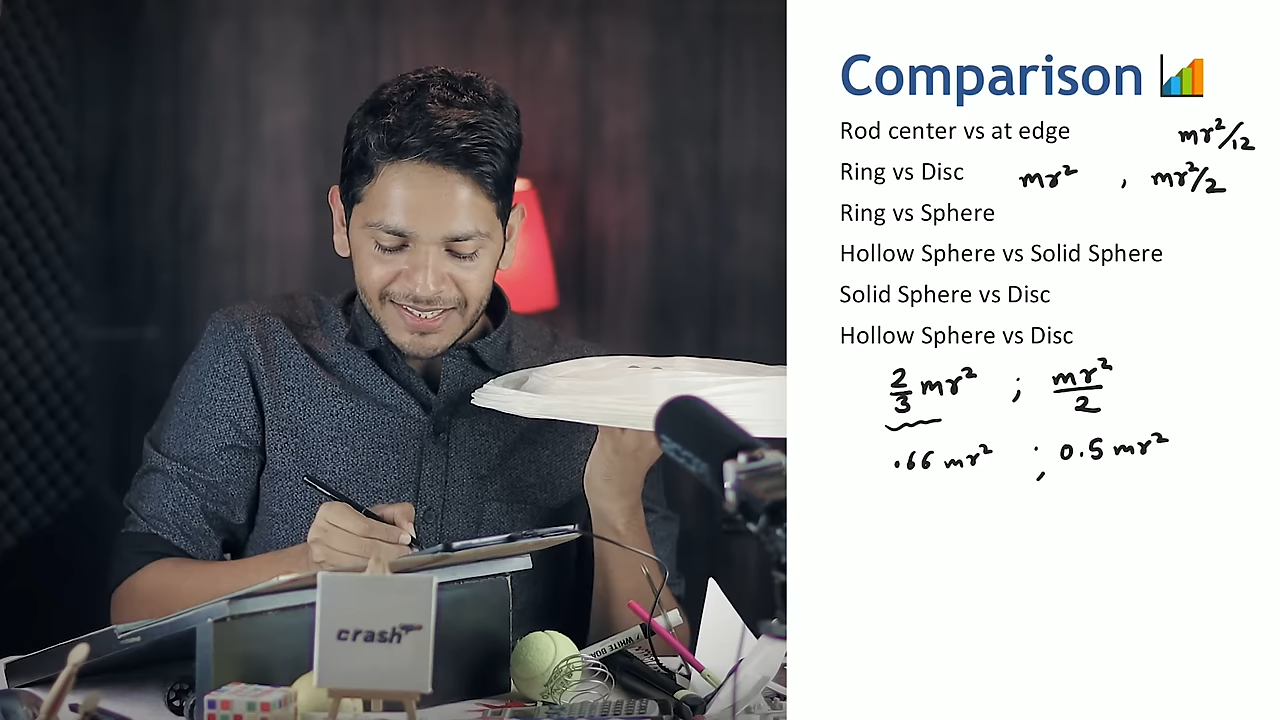 Comparison
Rod center vs at edge mr²/12
Ring vs Disc mr² , mr²/2
Ring vs Sphere
Hollow Sphere vs Solid Sphere
Solid Sphere vs Disc
Hollow Sphere vs Disc
2/3 mr² ; mr²/2
.66 mr² ; 0.5 mr²
WHITE BOA
crash